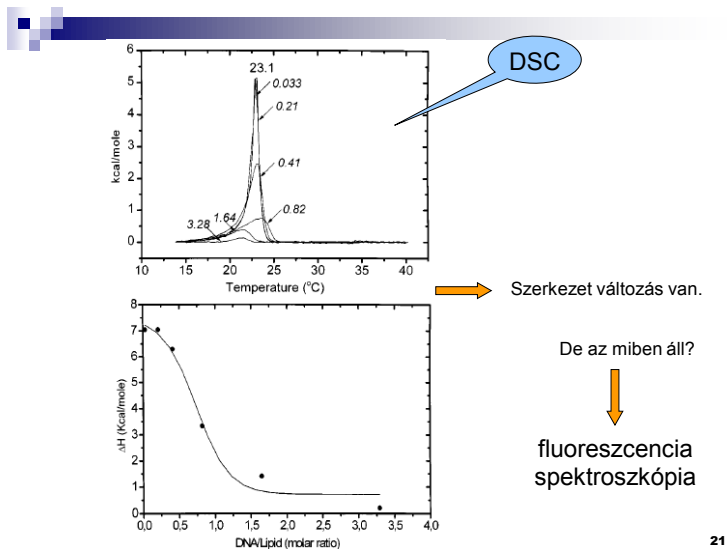 DSC
6
5
4
3
2
1
0
kcal/mole
23.1
0.033
0.21
0.41
0.82
1.64
3.28
10 15 20 25 30 35 40
Temperature (°C)
Szerkezet változás van.
De az miben áll?
fluoreszcencia
spektroszkópia
8
7
6
5
4
3
2
1
0
ΔH (Kcal/mole)
0,0 0,5 1,0 1,5 2,0 2,5 3,0 3,5 4,0
DNA/Lipid (molar ratio)
21